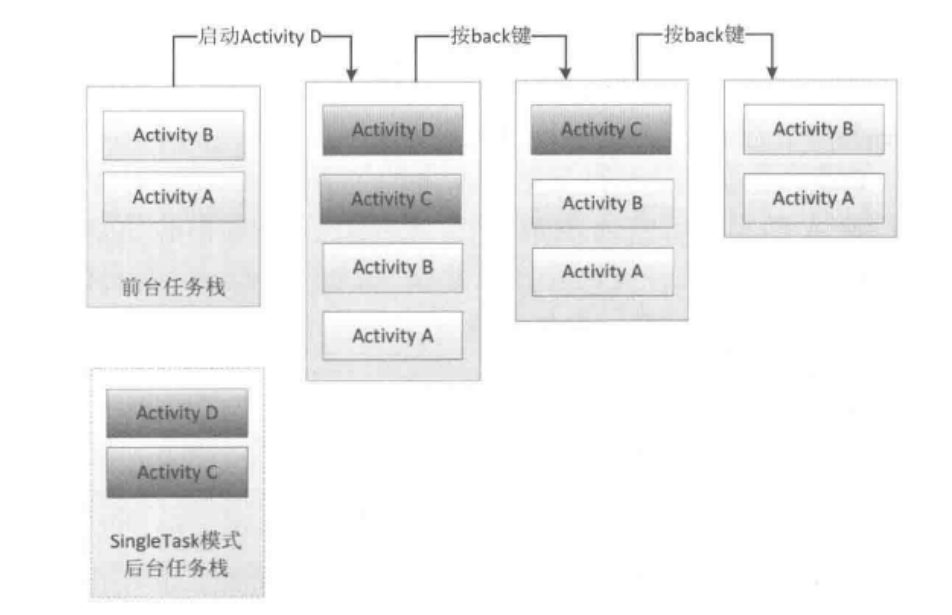 启动Activity D
按back键
按back键
Activity B
Activity A
前台任务栈
Activity D
Activity C
Activity B
Activity A
Activity C
Activity B
Activity A
Activity B
Activity A
Activity D
Activity C
SingleTask模式
后台任务栈